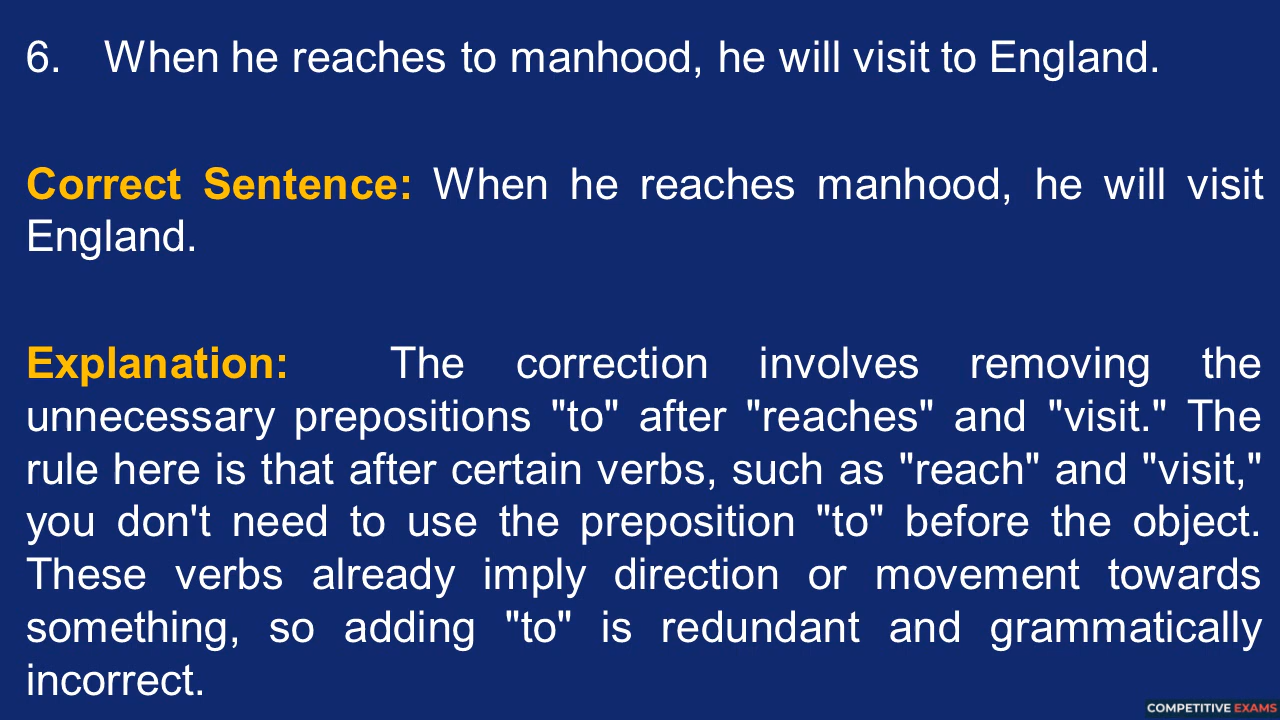 6. When he reaches to manhood, he will visit to England.
Correct Sentence: When he reaches manhood, he will visit
England.
Explanation: The correction involves removing the
unnecessary prepositions "to" after "reaches" and "visit." The
rule here is that after certain verbs, such as "reach" and "visit,"
you don't need to use the preposition "to" before the object.
These verbs already imply direction or movement towards
something, so adding "to" is redundant and grammatically
incorrect.
COMPETITIVE EXAMS